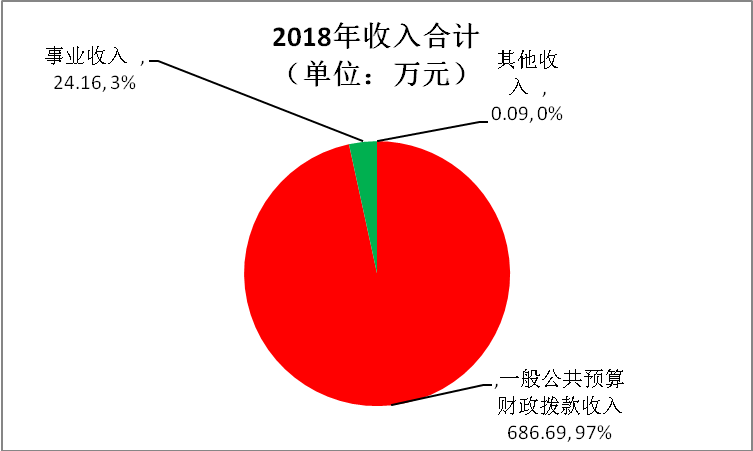 2018年收入合计
（单位：万元）
事业收入 ，
24.16, 3%
其他收
入 ，
0.09, 0%
,一般公共预算
财政拨款收入
686.69, 97%